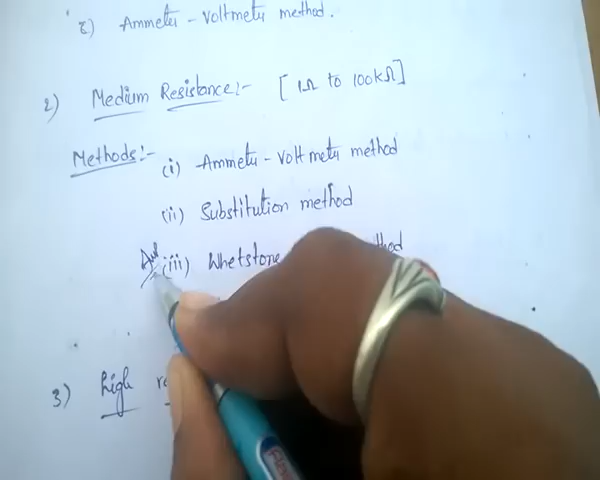 3) Ammeter - Voltmeter method.
2) Medium Resistance:- [1Ω to 100kΩ]
Methods:- (i) Ammeter - Voltmeter method
(ii) Substitution method
(iii) Whetstone
3) high